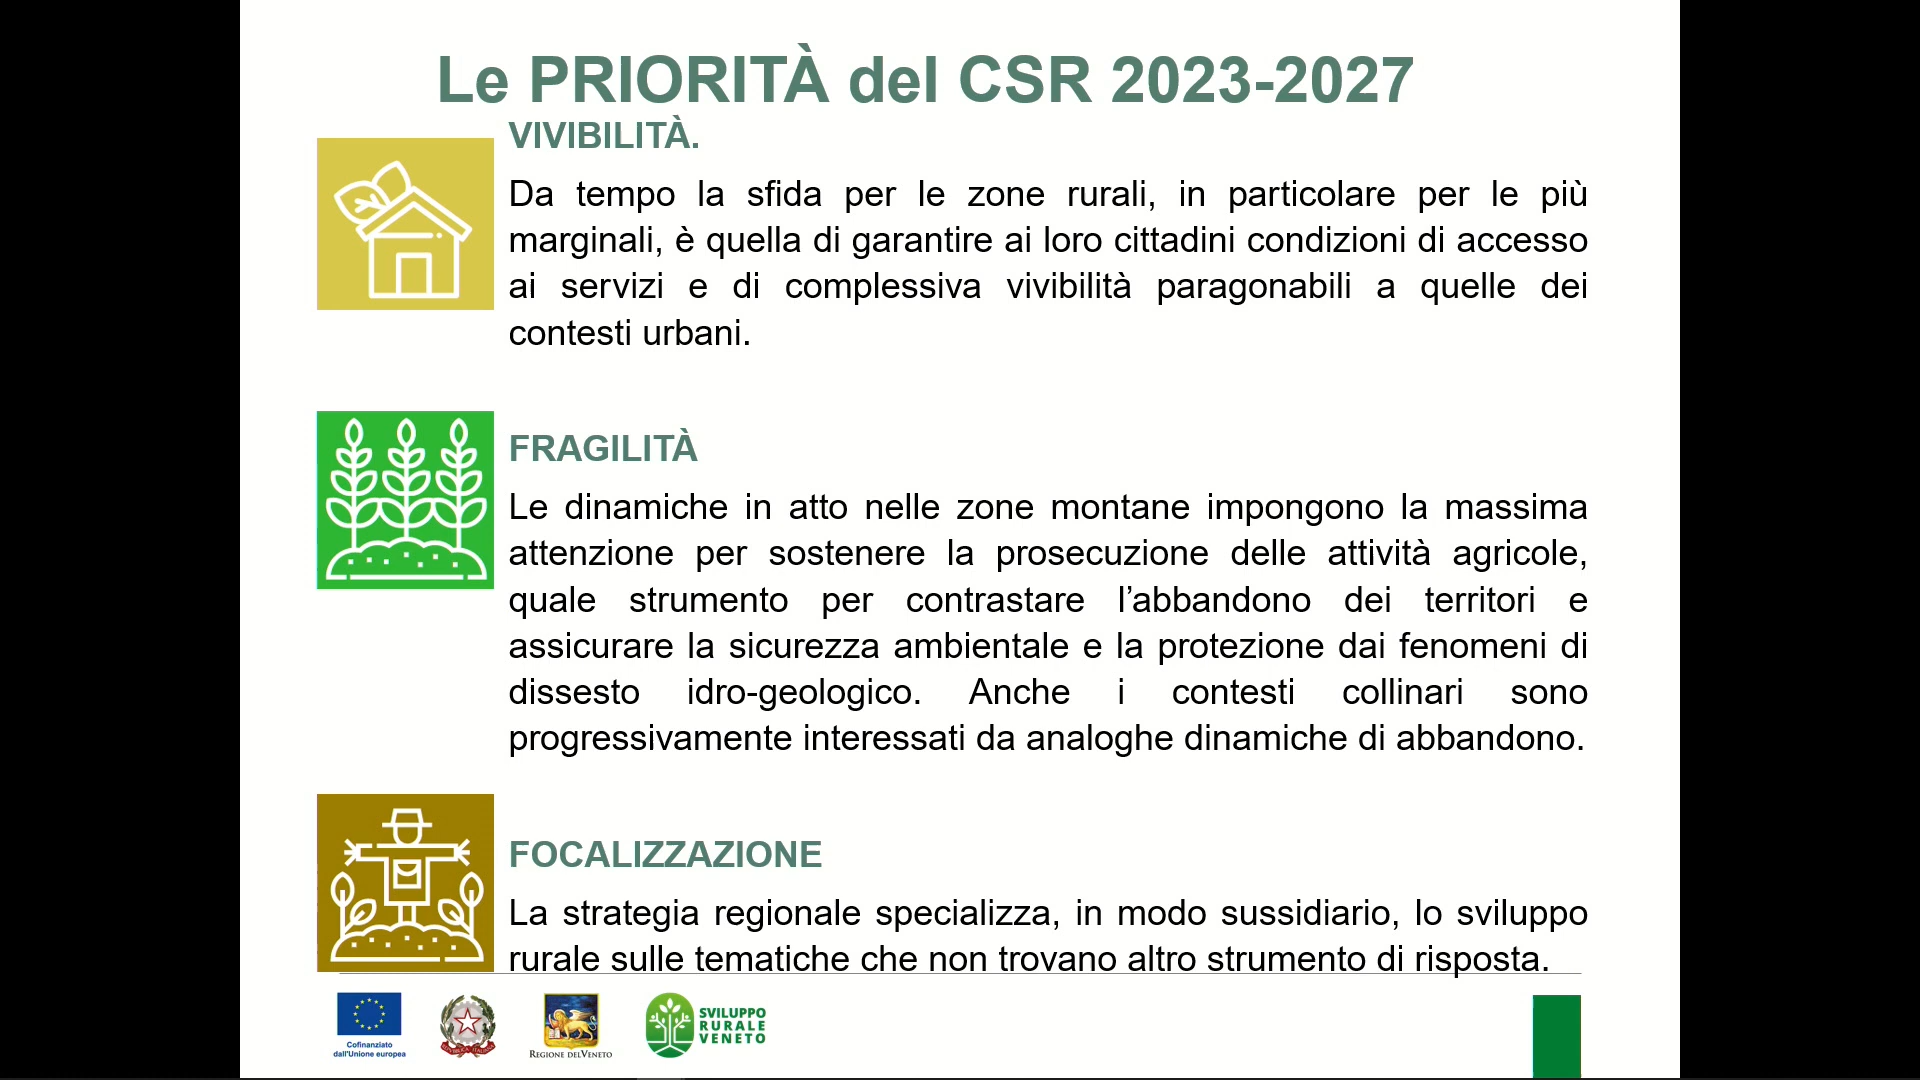 Le PRIORITÀ del CSR 2023-2027
VIVIBILITÀ.
Da tempo la sfida per le zone rurali, in particolare per le più
marginali, è quella di garantire ai loro cittadini condizioni di accesso
ai servizi e di complessiva vivibilità paragonabili a quelle dei
contesti urbani.
FRAGILITÀ
Le dinamiche in atto nelle zone montane impongono la massima
attenzione per sostenere la prosecuzione delle attività agricole,
quale strumento per contrastare l’abbandono dei territori e
assicurare la sicurezza ambientale e la protezione dai fenomeni di
dissesto idro-geologico. Anche i contesti collinari sono
progressivamente interessati da analoghe dinamiche di abbandono.
FOCALIZZAZIONE
La strategia regionale specializza, in modo sussidiario, lo sviluppo
rurale sulle tematiche che non trovano altro strumento di risposta.
Cofinanziato
dall'Unione europea
REGIONE DEL VENETO
SVILUPPO
RURALE
VENETO